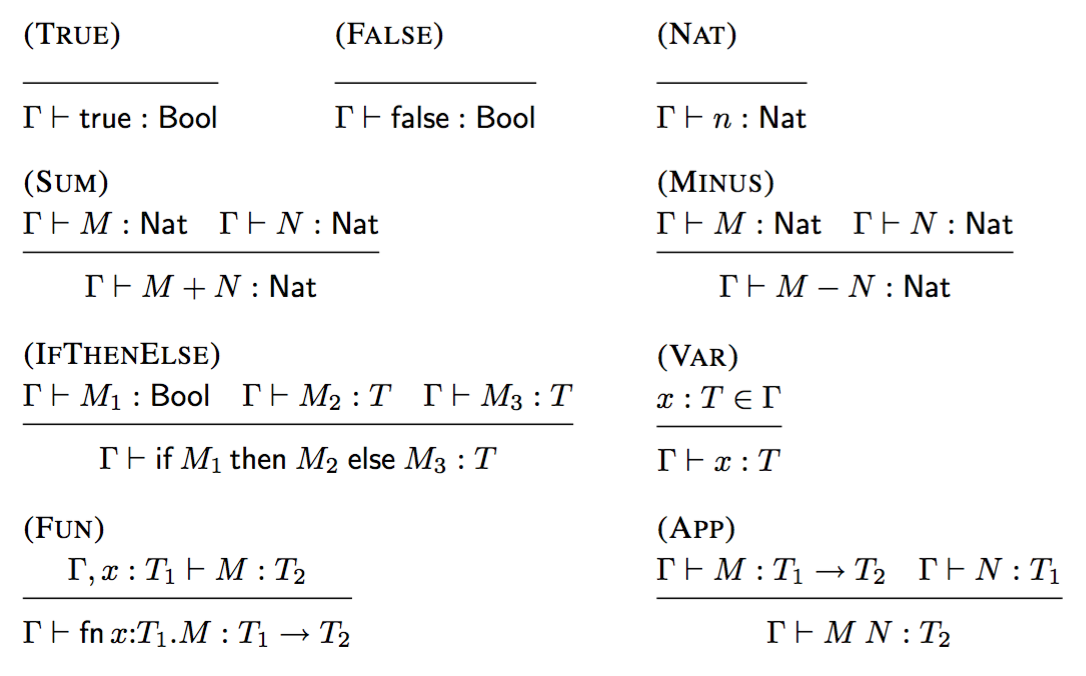 (TRUE) (FALSE) (NAT)
Γ ⊢ true : Bool Γ ⊢ false : Bool Γ ⊢ n : Nat
(SUM) (MINUS)
Γ ⊢ M : Nat Γ ⊢ N : Nat Γ ⊢ M : Nat Γ ⊢ N : Nat
Γ ⊢ M + N : Nat Γ ⊢ M − N : Nat
(IFTHENELSE) (VAR)
Γ ⊢ M₁ : Bool Γ ⊢ M₂ : T Γ ⊢ M₃ : T x : T ∈ Γ
Γ ⊢ if M₁ then M₂ else M₃ : T Γ ⊢ x : T
(FUN) (APP)
Γ, x : T₁ ⊢ M : T₂ Γ ⊢ M : T₁ → T₂ Γ ⊢ N : T₁
Γ ⊢ fn x:T₁.M : T₁ → T₂ Γ ⊢ M N : T₂